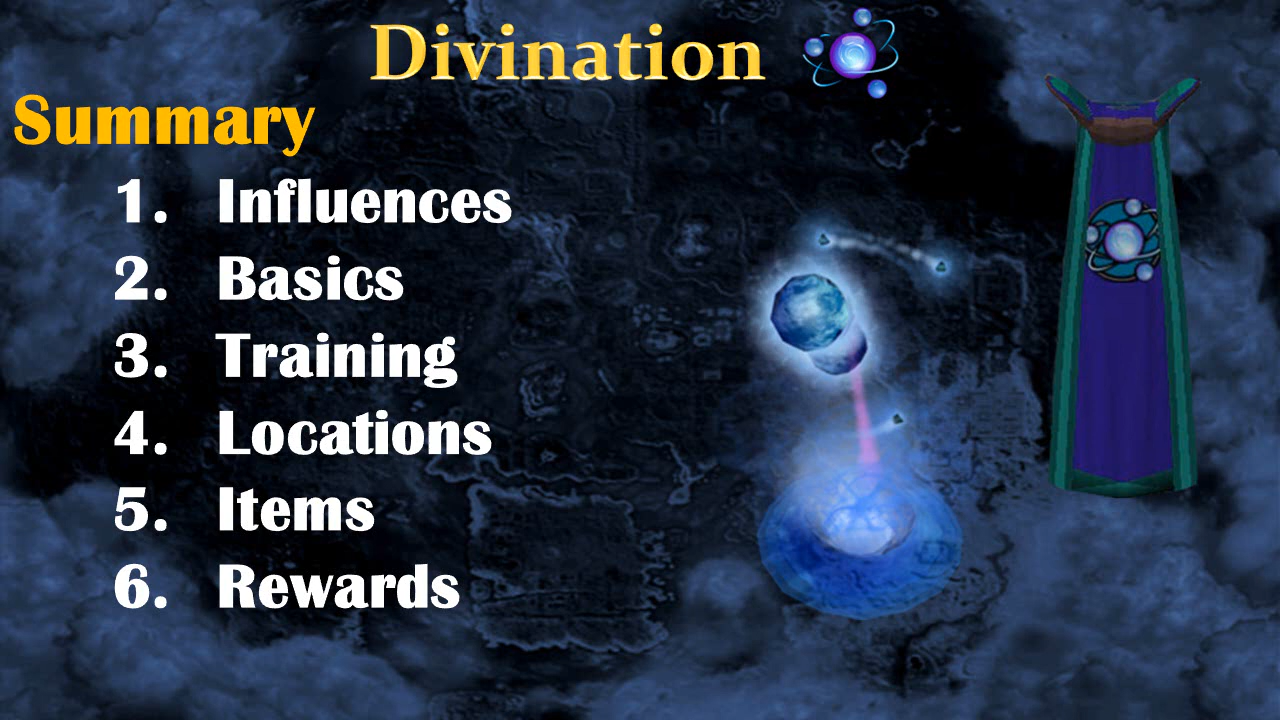 Divination
Summary
1. Influences
2. Basics
3. Training
4. Locations
5. Items
6. Rewards